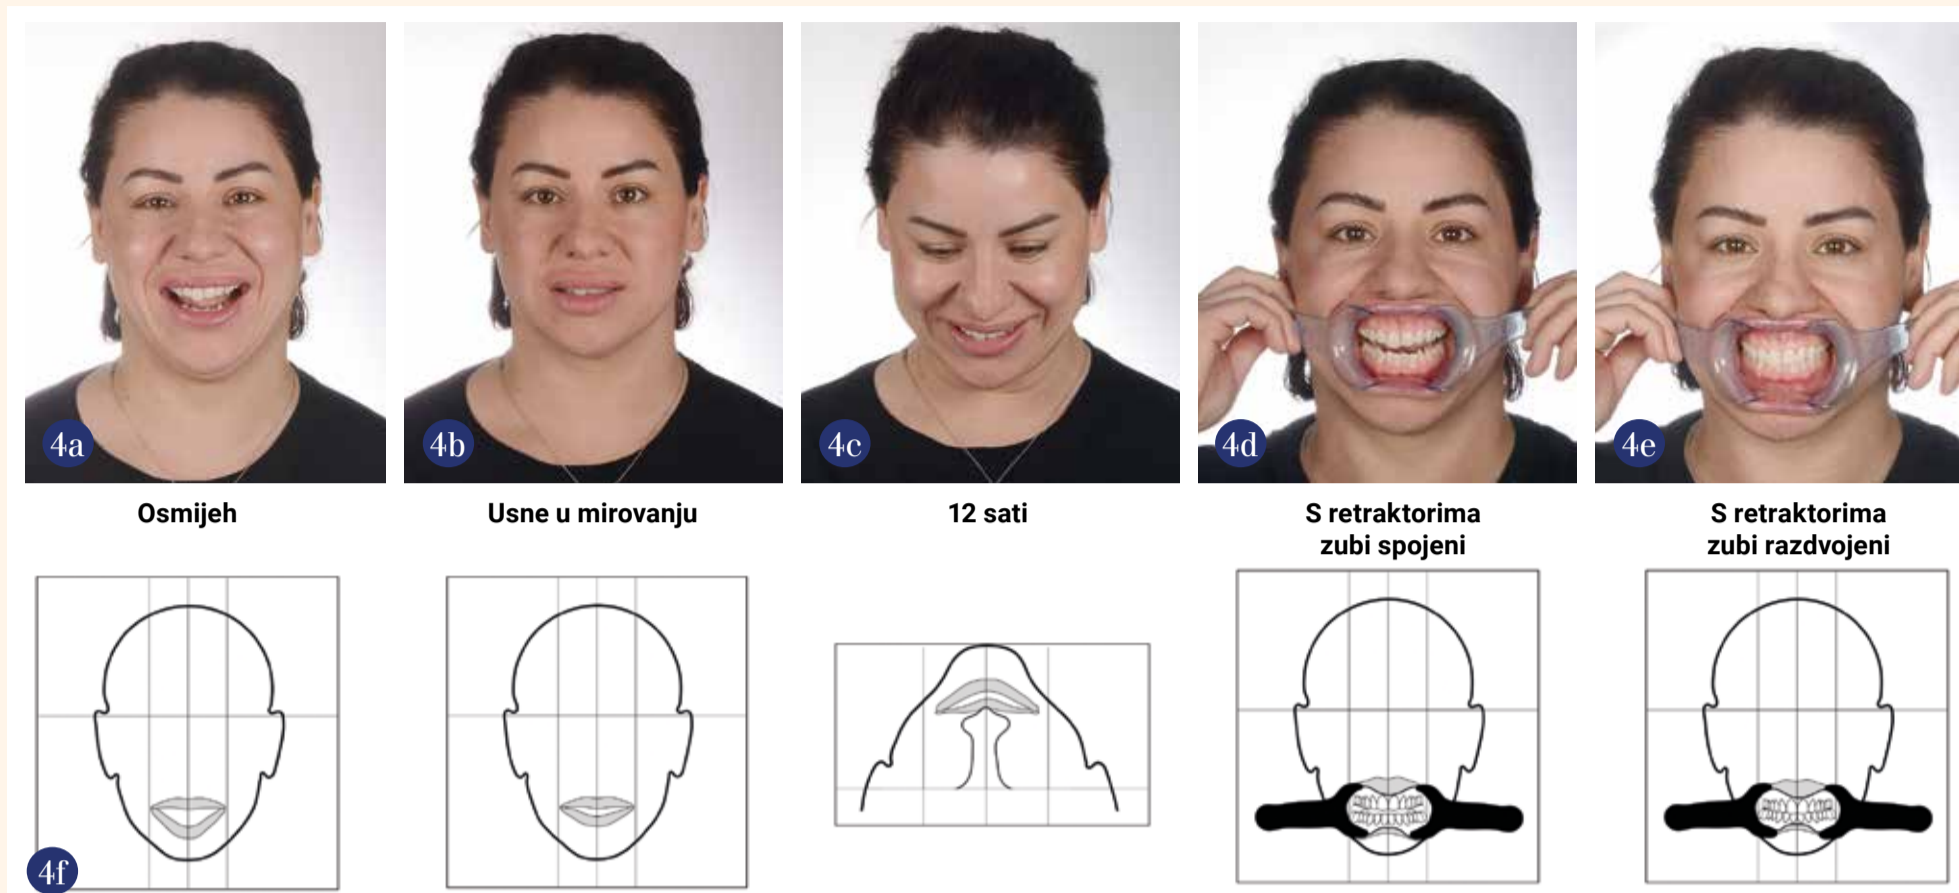 4a
4b
4c
4d
4e
Osmijeh
Usne u mirovanju
12 sati
S retraktorima
zubi spojeni
S retraktorima
zubi razdvojeni
4f